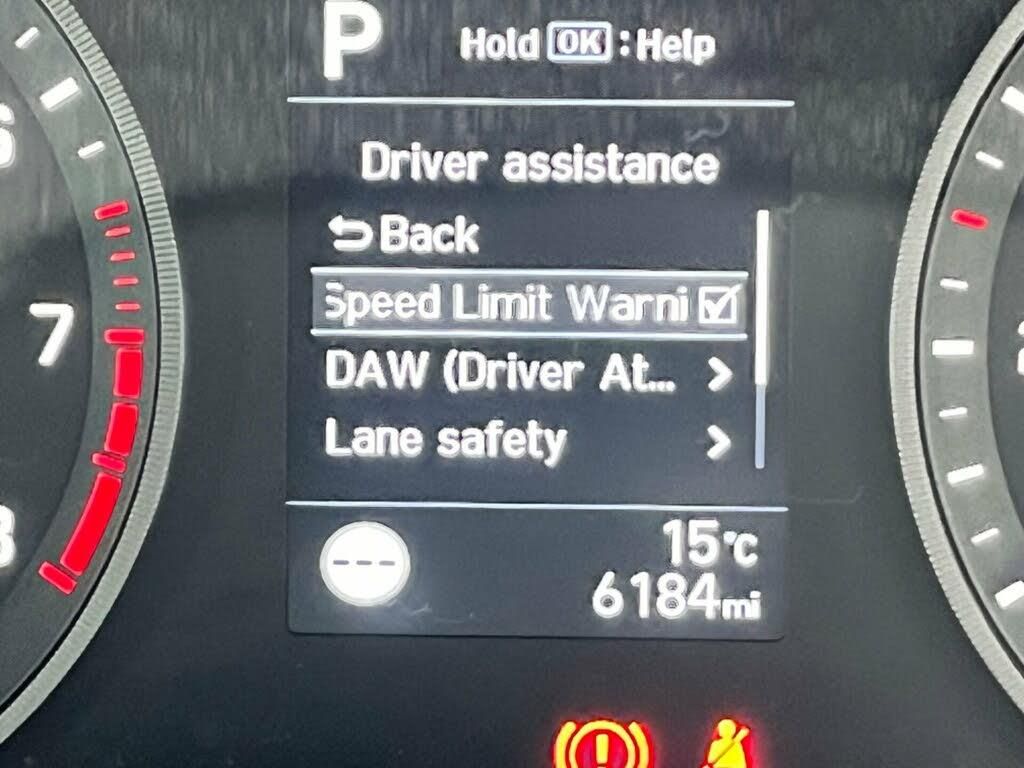 P
Hold OK : Help
Driver assistance
Back
Speed Limit Warni
DAW (Driver At...
Lane safety
---
15°C
6184mi
7